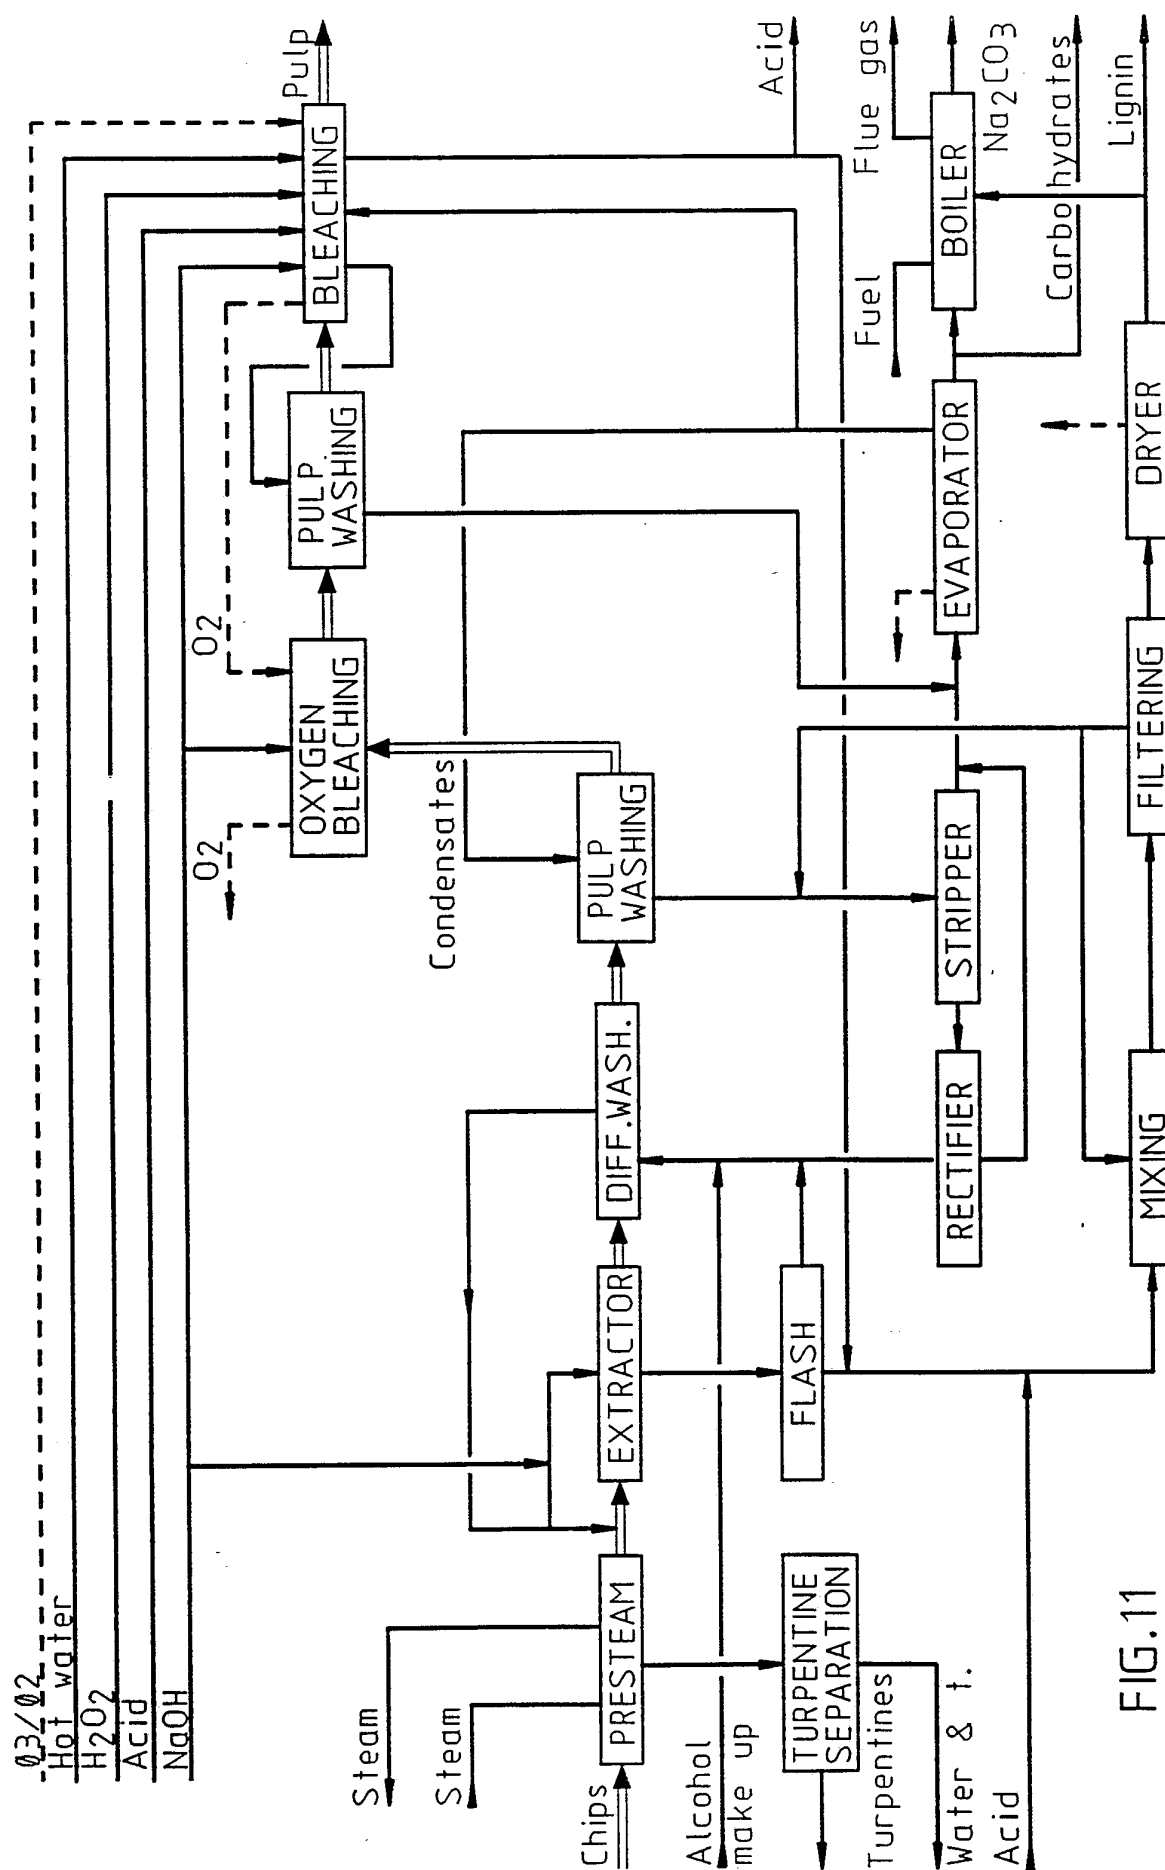 Ø3/Ø2
Hot water
H2O2
Acid
NaOH
Steam
Steam
Chips
Alcohol
make up
Turpentines
Water & t.
Acid
PRESTEAM
TURPENTINE
SEPARATION
EXTRACTOR
FLASH
DIFF.WASH.
RECTIFIER
MIXING
O2
Condensates
PULP
WASHING
STRIPPER
FILTERING
OXYGEN
BLEACHING
O2
PULP
WASHING
EVAPORATOR
DRYER
BLEACHING
Pulp
Acid
Fuel
Flue gas
BOILER
Na2CO3
Carbohydrates
Lignin
FIG.11